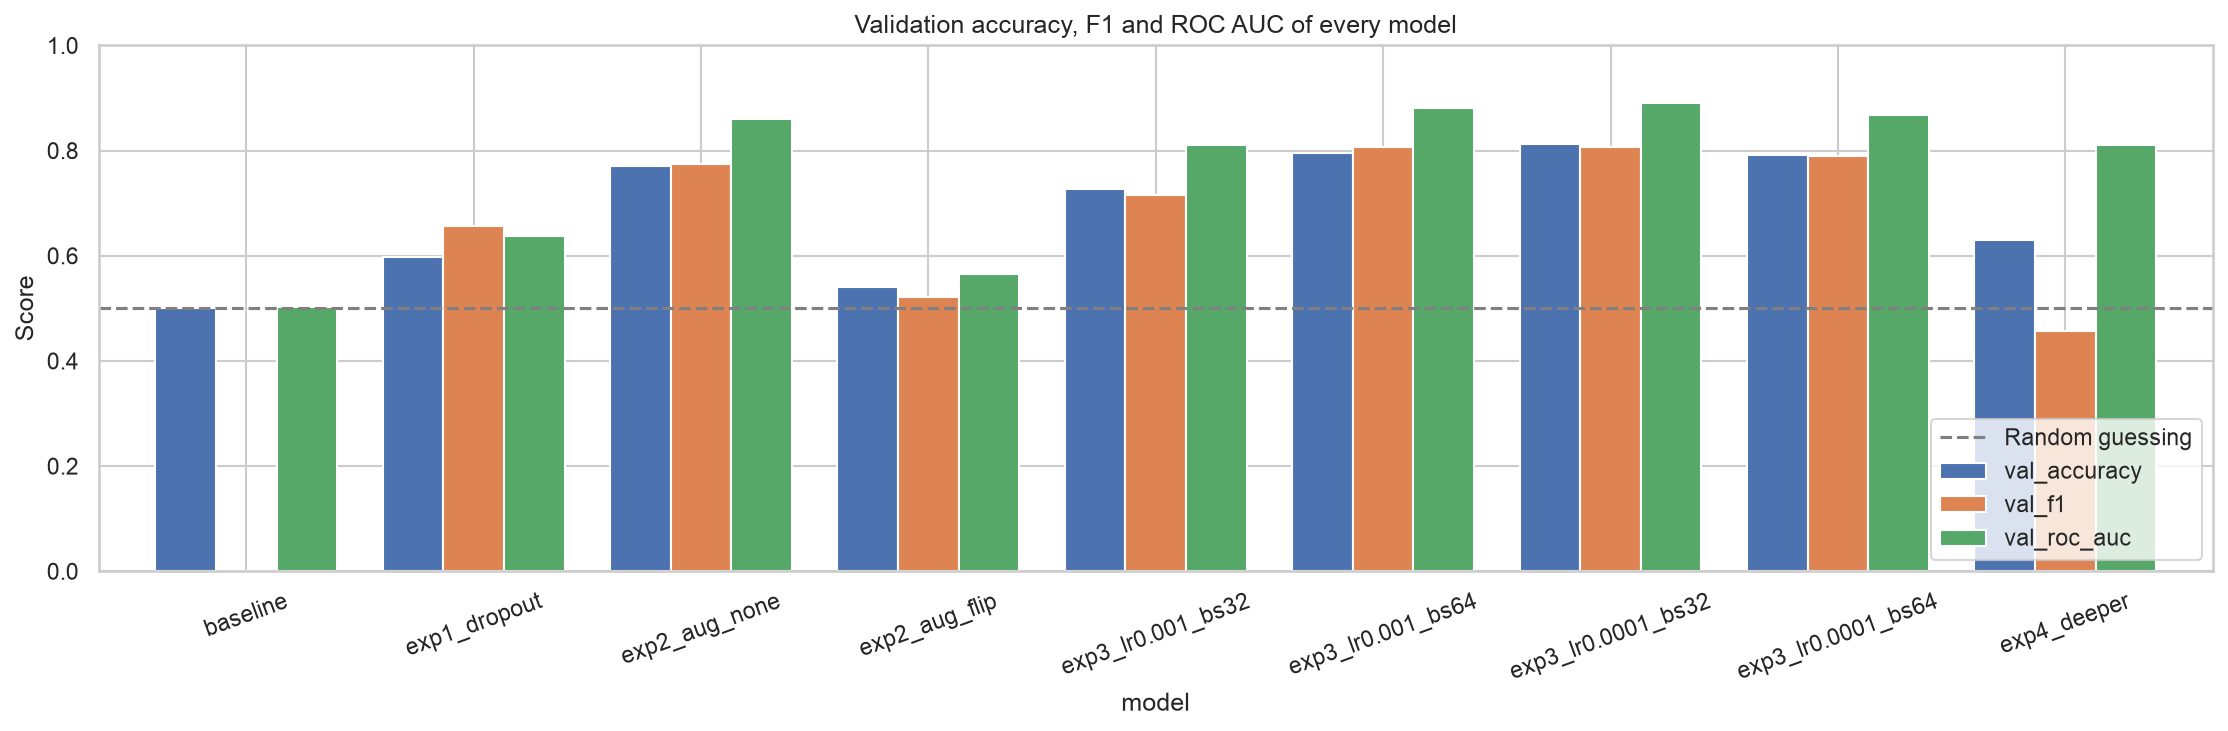 Validation accuracy, F1 and ROC AUC of every model
Score
1.0
0.8
0.6
0.4
0.2
0.0
Random guessing
val_accuracy
val_f1
val_roc_auc
baseline
exp1_dropout
exp2_aug_none
exp2_aug_flip
exp3_lr0.001_bs32
exp3_lr0.001_bs64
exp3_lr0.0001_bs32
exp3_lr0.0001_bs64
exp4_deeper
model